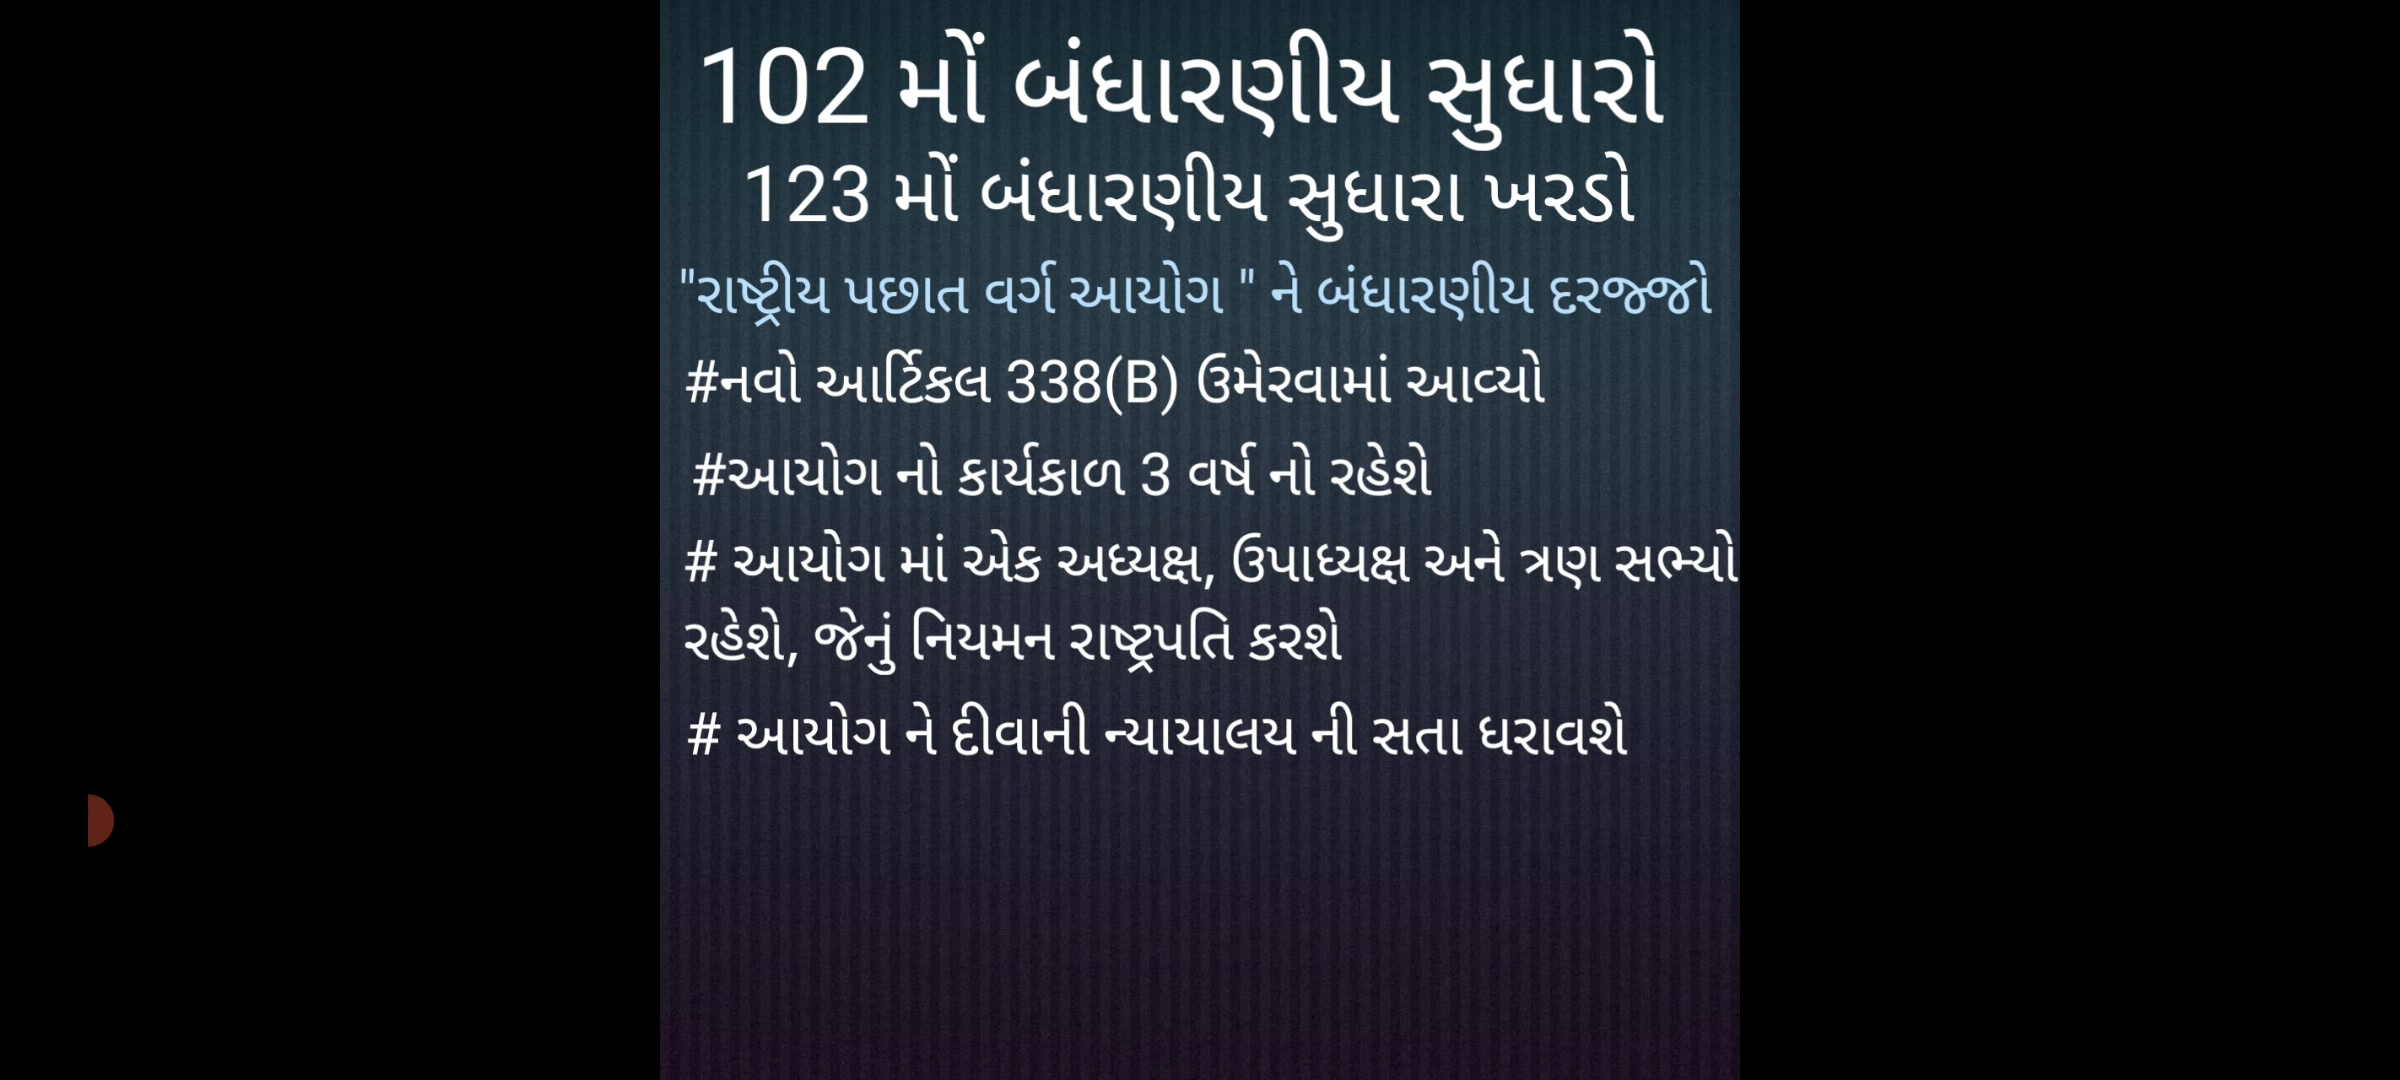 102 મોં બંધારણીય સુધારો
123 મોં બંધારણીય સુધારા ખરડો
"રાષ્ટ્રીય પછાત વર્ગ આયોગ " ને બંધારણીય દરજ્જો
#નવો આર્ટિકલ 338(B) ઉમેરવામાં આવ્યો
#આયોગ નો કાર્યકાળ 3 વર્ષ નો રહેશે
# આયોગ માં એક અધ્યક્ષ, ઉપાધ્યક્ષ અને ત્રણ સભ્યો
રહેશે, જેનું નિયમન રાષ્ટ્રપતિ કરશે
# આયોગ ને દીવાની ન્યાયાલય ની સતા ધરાવશે